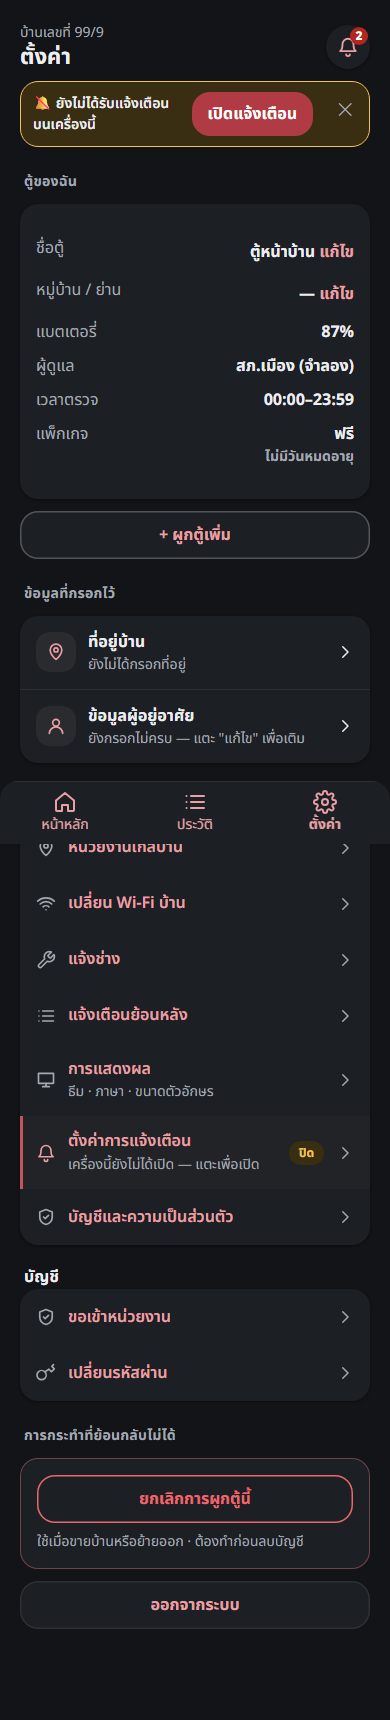 บ้านเลขที่ 99/9
ตั้งค่า
2
ยังไม่ได้รับแจ้งเตือน
บนเครื่องนี้
เปิดแจ้งเตือน
ตู้ของฉัน
ชื่อตู้
ตู้หน้าบ้าน แก้ไข
หมู่บ้าน / ย่าน
— แก้ไข
แบตเตอรี่
87%
ผู้ดูแล
สภ.เมือง (จำลอง)
เวลาตรวจ
00:00–23:59
แพ็กเกจ
ฟรี
ไม่มีวันหมดอายุ
+ ผูกตู้เพิ่ม
ข้อมูลที่กรอกไว้
ที่อยู่บ้าน
ยังไม่ได้กรอกที่อยู่
ข้อมูลผู้อยู่อาศัย
ยังกรอกไม่ครบ — แตะ "แก้ไข" เพื่อเติม
หน้าหลัก
ประวัติ
ตั้งค่า
หน่วยงานใกล้บ้าน
เปลี่ยน Wi-Fi บ้าน
แจ้งช่าง
แจ้งเตือนย้อนหลัง
การแสดงผล
ธีม · ภาษา · ขนาดตัวอักษร
ตั้งค่าการแจ้งเตือน
เครื่องนี้ยังไม่ได้เปิด — แตะเพื่อเปิด
ปิด
บัญชีและความเป็นส่วนตัว
บัญชี
ขอเข้าหน่วยงาน
เปลี่ยนรหัสผ่าน
การกระทำที่ย้อนกลับไม่ได้
ยกเลิกการผูกตู้นี้
ใช้เมื่อขายบ้านหรือย้ายออก · ต้องทำก่อนลบบัญชี
ออกจากระบบ